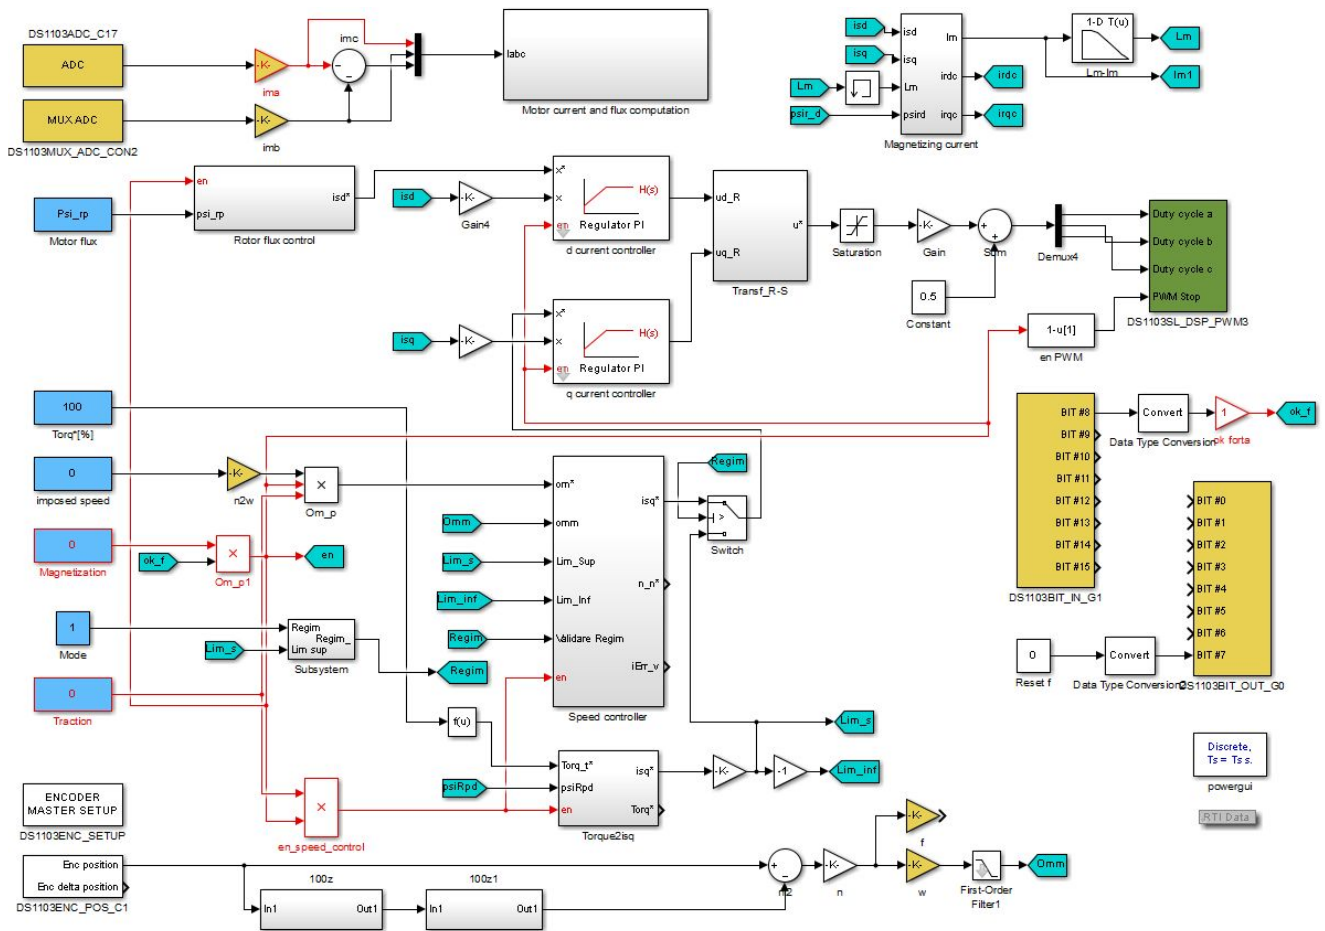 DS1103ADC_C17
ADC
-K-
ima
imc
MUX ADC
DS1103MUX_ADC_CON2
-K-
imb
Iabc
Motor current and flux computation
isd
isq
Lm
psir_d
isd
isq
Lm
psird
Im
irdc
irqc
Magnetizing current
1-D T(u)
Lm-Im
Lm
Im1
irdc
irqc
Psi_rp
Motor flux
en
psi_rp
isd*
Rotor flux control
isd
-K-
Gain4
x*
x
en
H(s)
Regulator PI
d current controller
ud_R
uq_R
u*
Transf_R-S
Saturation
-K-
Gain
Sum
0.5
Constant
Demux4
Duty cycle a
Duty cycle b
Duty cycle c
PWM Stop
DS1103SL_DSP_PWM3
1-u[1]
en PWM
isq
-K-
x*
x
en
H(s)
Regulator PI
q current controller
100
Torq*[%]
0
imposed speed
-K-
n2w
Om_p
0
Magnetization
ok_f
Om_p1
en
1
Mode
Lim_s
Regim
Lim sup
Regim_
Subsystem
Regim
0
Traction
Omm
Lim_s
Lim_inf
Regim
om*
omm
Lim_Sup
Lim_Inf
Validare Regim
en
isq*
n_n*
iErr_v
Speed controller
Regim
Switch
f(u)
psiRpd
Torq_t*
psiRpd
en
isq*
Torq*
Torque2isq
-K-
-1
Lim_s
Lim_inf
en_speed_control
BIT #8
BIT #9
BIT #10
BIT #11
BIT #12
BIT #13
BIT #14
BIT #15
DS1103BIT_IN_G1
Convert
Data Type Conversion
1
ok forta
ok_f
BIT #0
BIT #1
BIT #2
BIT #3
BIT #4
BIT #5
BIT #6
BIT #7
DS1103BIT_OUT_G0
0
Reset f
Convert
Data Type Conversion2
Discrete,
Ts = Ts s.
powergui
RTI Data
ENCODER
MASTER SETUP
DS1103ENC_SETUP
Enc position
Enc delta position
DS1103ENC_POS_C1
100z
In1
Out1
100z1
In1
Out1
n2
-K-
n
-K-
f
-K-
w
First-Order
Filter1
Omm